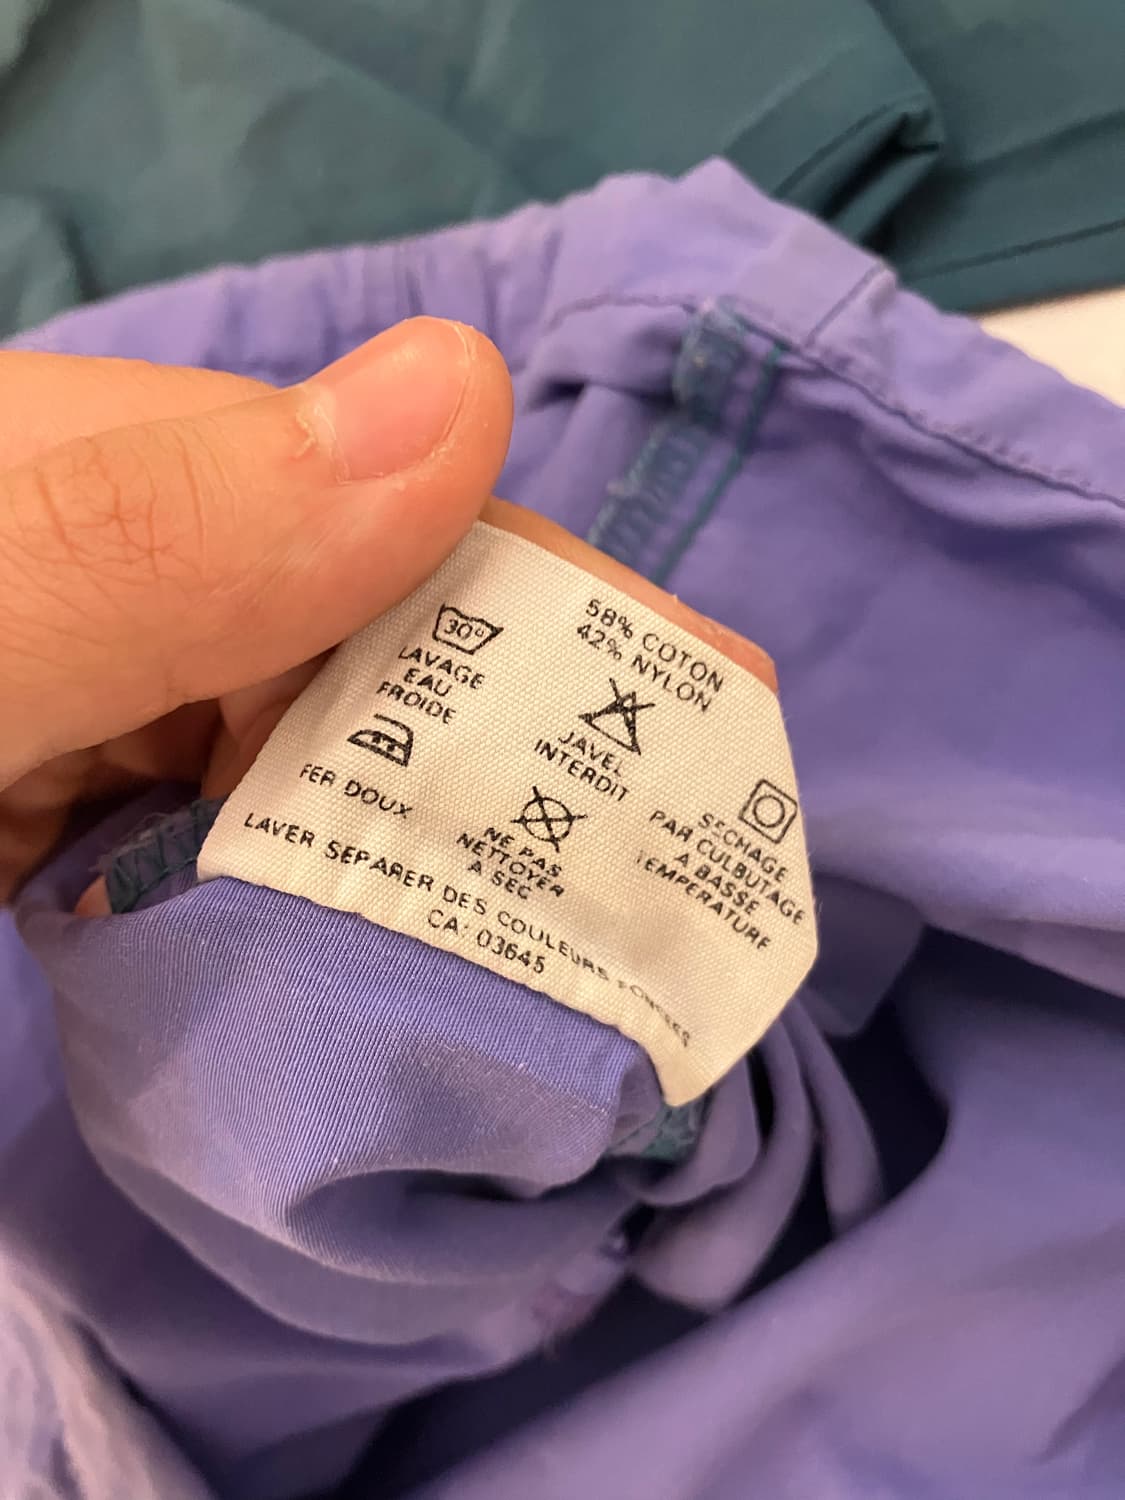 58% COTON
42% NYLON
30°
LAVAGE
EAU
FROIDE
JAVEL
INTERDIT
SECHAGE
PAR CULBUTAGE
A BASSE
TEMPERATURE
FER DOUX
NE PAS
NETTOYER
A SEC
LAVER SEPARER DES COULEURS FONCEES
CA: 03645